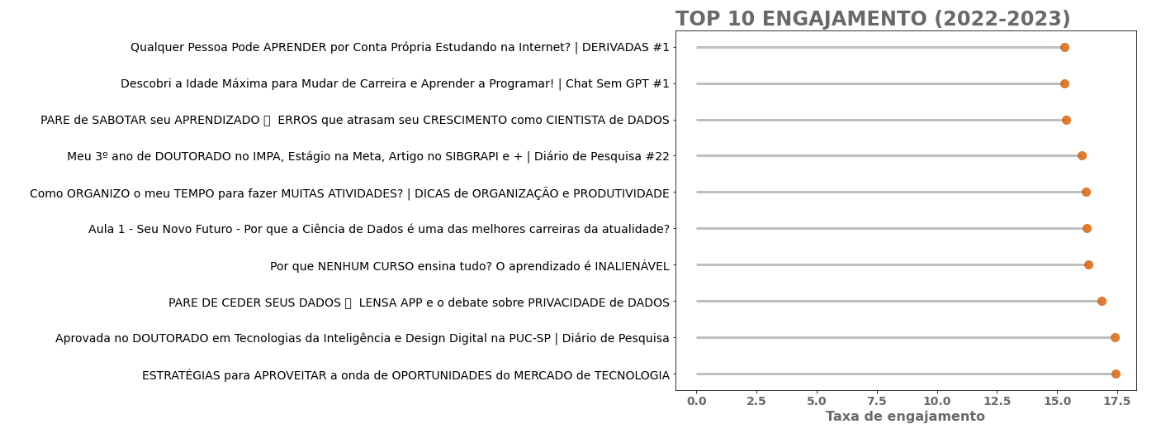 TOP 10 ENGAJAMENTO (2022-2023)
Qualquer Pessoa Pode APRENDER por Conta Própria Estudando na Internet? | DERIVADAS #1
Descobri a Idade Máxima para Mudar de Carreira e Aprender a Programar! | Chat Sem GPT #1
PARE de SABOTAR seu APRENDIZADO ▯ ERROS que atrasam seu CRESCIMENTO como CIENTISTA de DADOS
Meu 3º ano de DOUTORADO no IMPA, Estágio na Meta, Artigo no SIBGRAPI e + | Diário de Pesquisa #22
Como ORGANIZO o meu TEMPO para fazer MUITAS ATIVIDADES? | DICAS de ORGANIZAÇÃO e PRODUTIVIDADE
Aula 1 - Seu Novo Futuro - Por que a Ciência de Dados é uma das melhores carreiras da atualidade?
Por que NENHUM CURSO ensina tudo? O aprendizado é INALIENÁVEL
PARE DE CEDER SEUS DADOS ▯ LENSA APP e o debate sobre PRIVACIDADE de DADOS
Aprovada no DOUTORADO em Tecnologias da Inteligência e Design Digital na PUC-SP | Diário de Pesquisa
ESTRATÉGIAS para APROVEITAR a onda de OPORTUNIDADES do MERCADO de TECNOLOGIA
0.0 2.5 5.0 7.5 10.0 12.5 15.0 17.5
Taxa de engajamento